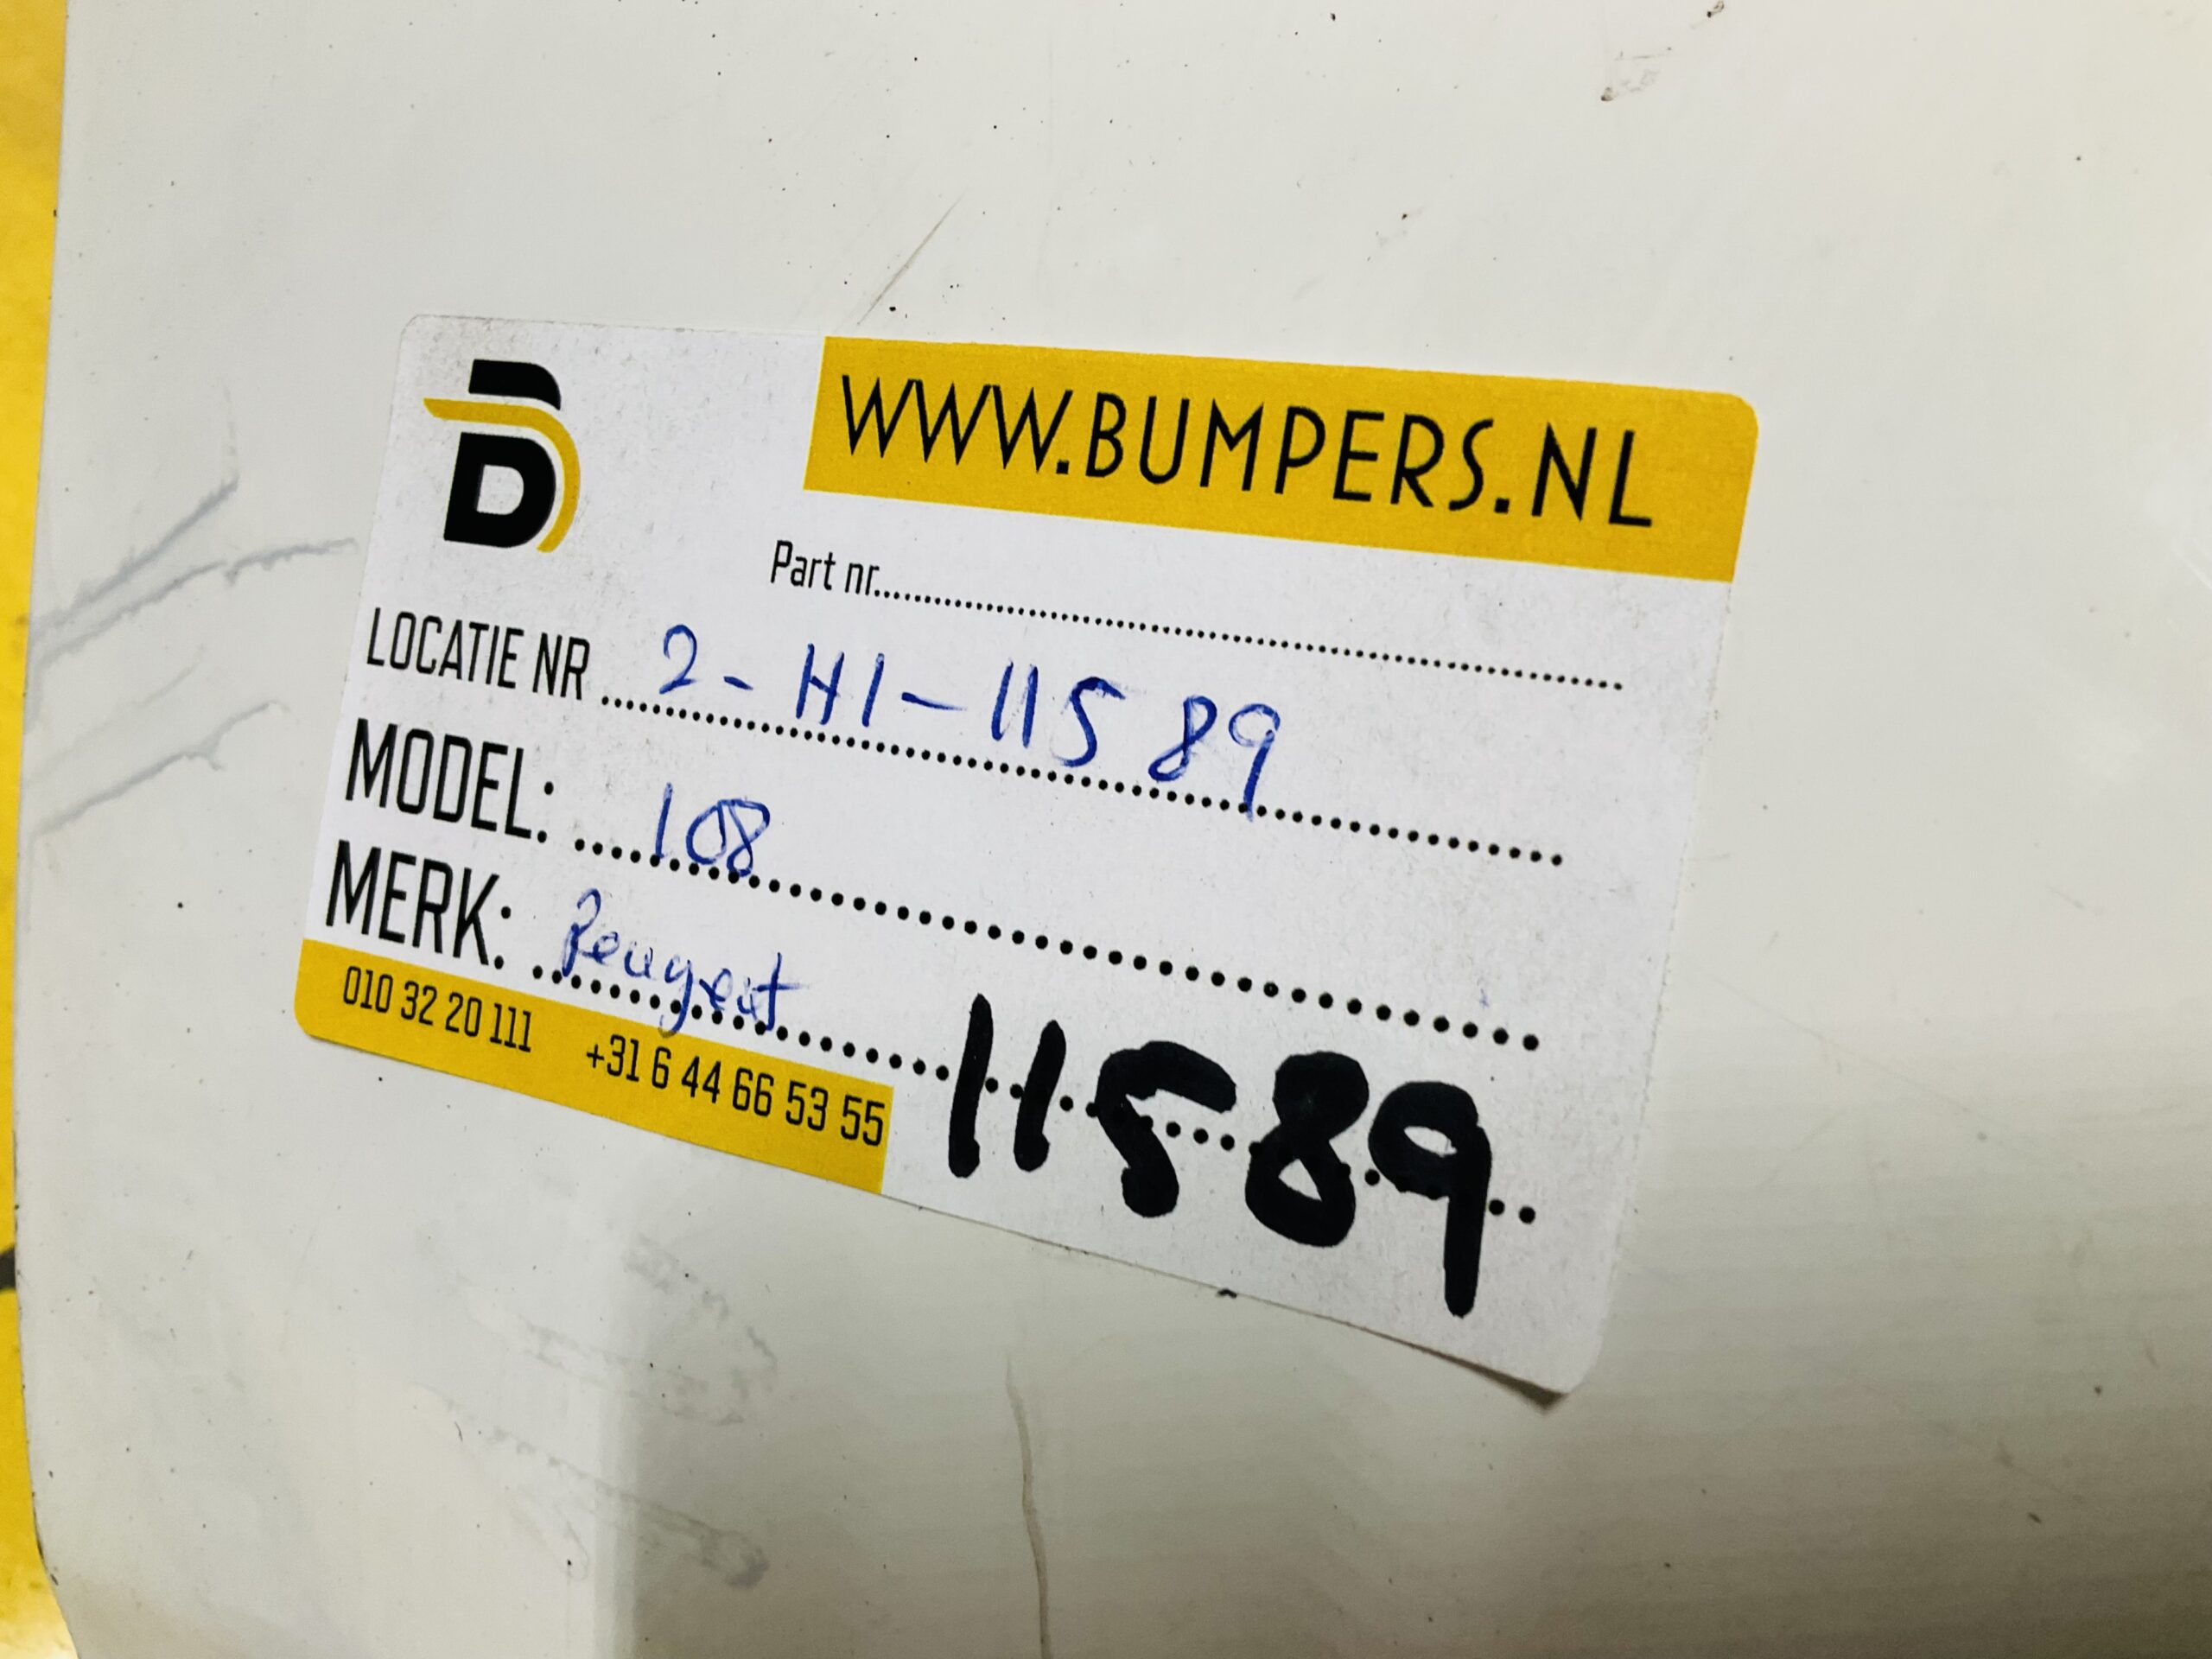 WWW.BUMPERS.NL
Part nr.
LOCATIE NR 2-H1-11589
MODEL: 108
MERK: Peugeot
11589
010 32 20 111 +31 6 44 66 53 55